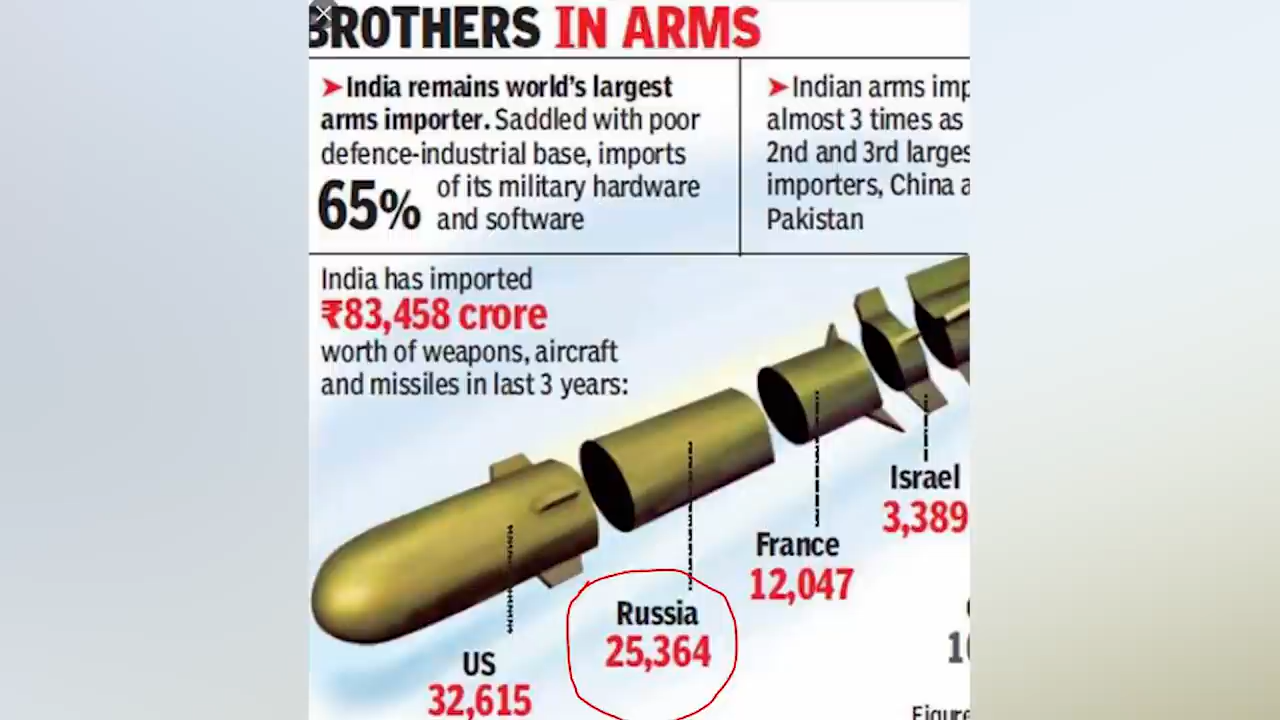 BROTHERS IN ARMS
➤India remains world's largest
arms importer. Saddled with poor
defence-industrial base, imports
65% of its military hardware
and software
➤Indian arms imp
almost 3 times as
2nd and 3rd larges
importers, China a
Pakistan
India has imported
₹83,458 crore
worth of weapons, aircraft
and missiles in last 3 years:
US
32,615
Russia
25,364
France
12,047
Israel
3,389
Figure